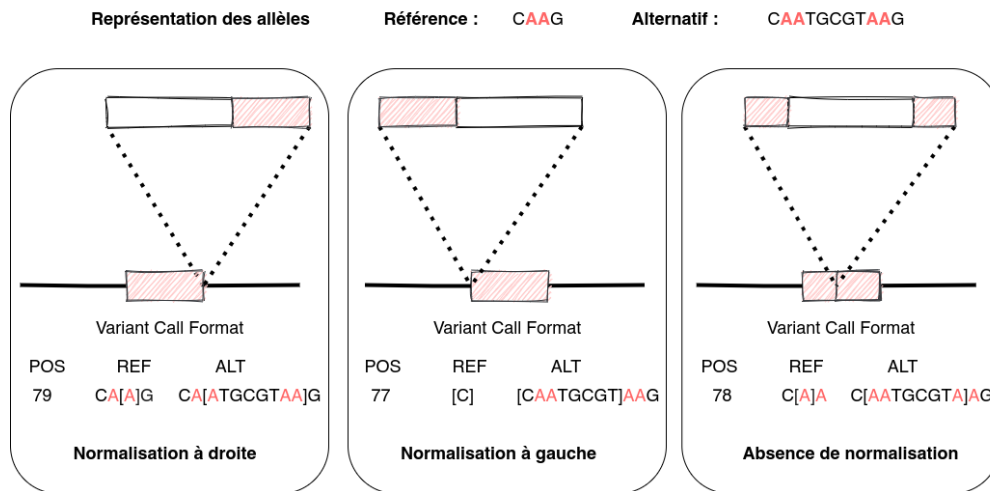 Représentation des allèles Référence : CAAG Alternatif : CAATGCGTAAG
Variant Call Format
POS REF ALT
79 CA[A]G CA[ATGCGTAA]G
Normalisation à droite
Variant Call Format
POS REF ALT
77 [C] [CAATGCGT]AAG
Normalisation à gauche
Variant Call Format
POS REF ALT
78 C[A]A C[AATGCGTA]AG
Absence de normalisation